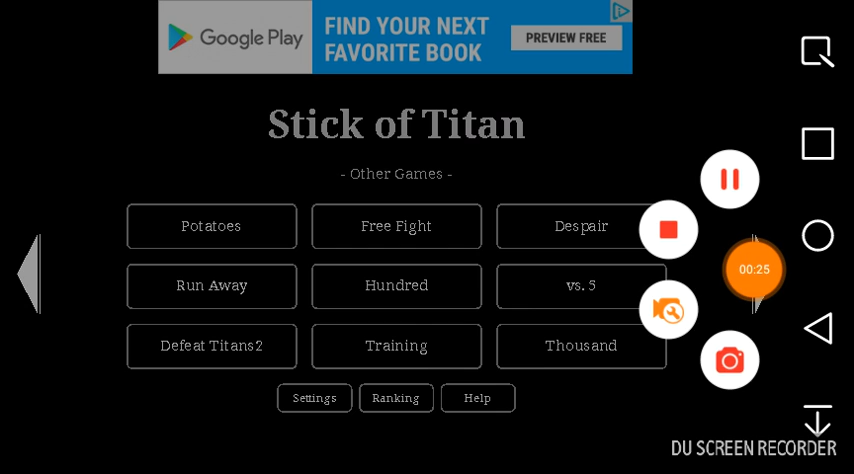 Google Play
FIND YOUR NEXT
FAVORITE BOOK
PREVIEW FREE
Stick of Titan
- Other Games -
Potatoes
Free Fight
Despair
Run Away
Hundred
vs. 5
00:25
Defeat Titans2
Training
Thousand
Settings
Ranking
Help
DU SCREEN RECORDER